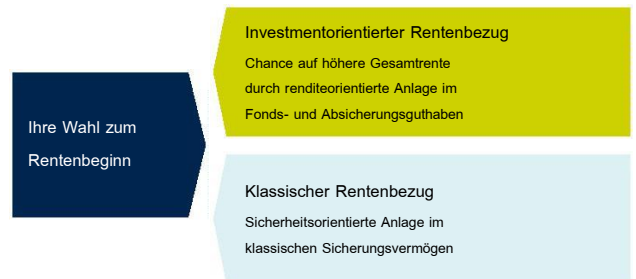 Ihre Wahl zum
Rentenbeginn
Investmentorientierter Rentenbezug
Chance auf höhere Gesamtrente
durch renditeorientierte Anlage im
Fonds- und Absicherungsguthaben
Klassischer Rentenbezug
Sicherheitsorientierte Anlage im
klassischen Sicherungsvermögen